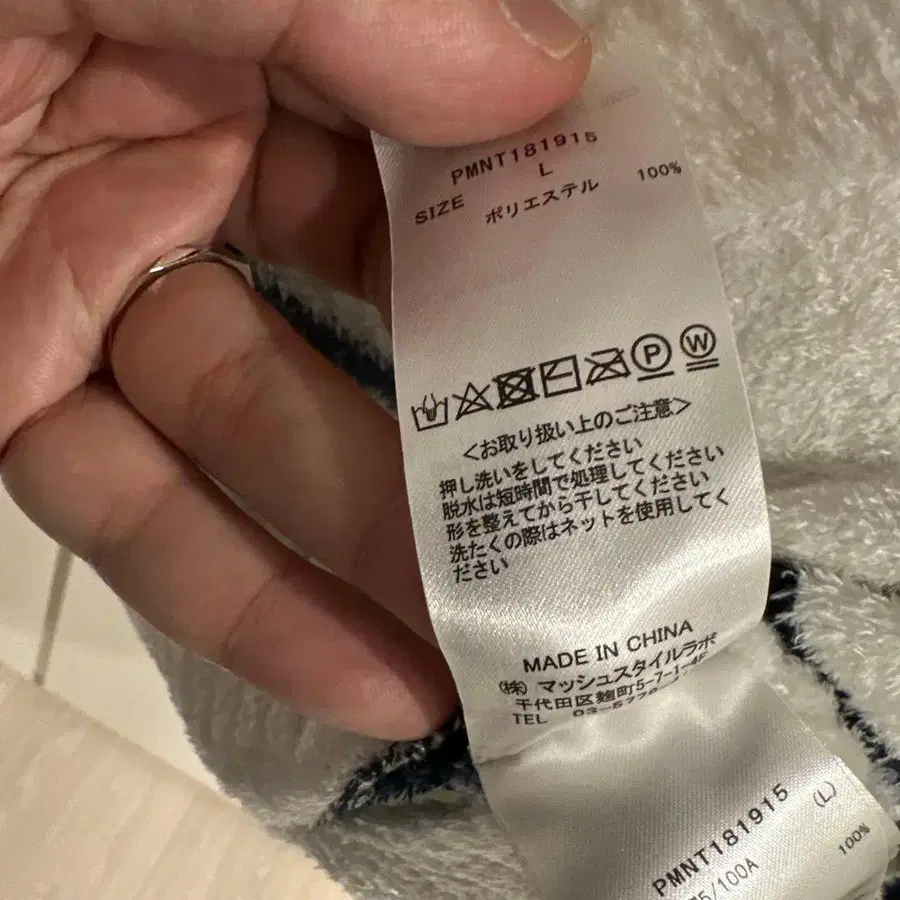 PMNT181915
SIZE L
ポリエステル 100%
P W
<お取り扱い上のご注意>
押し洗いをしてください
脱水は短時間で処理してください
形を整えてから干してください
洗たくの際はネットを使用してく
ださい
MADE IN CHINA
(株) マッシュスタイルラボ
千代田区麹町5-7-1-4F
TEL 03-5778-
PMNT181915 (L)
75/100A 100%